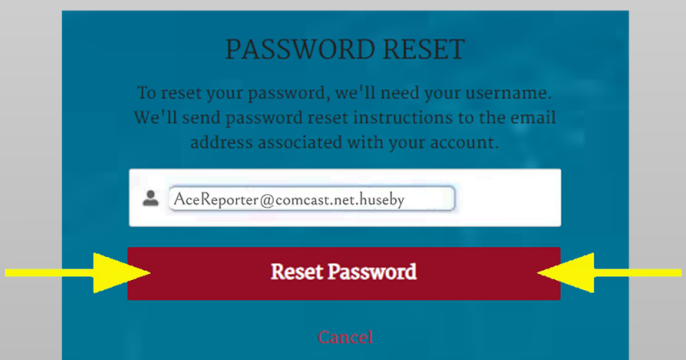 PASSWORD RESET
To reset your password, we'll need your username.
We'll send password reset instructions to the email
address associated with your account.
AceReporter@comcast.net.huseby
Reset Password
Cancel